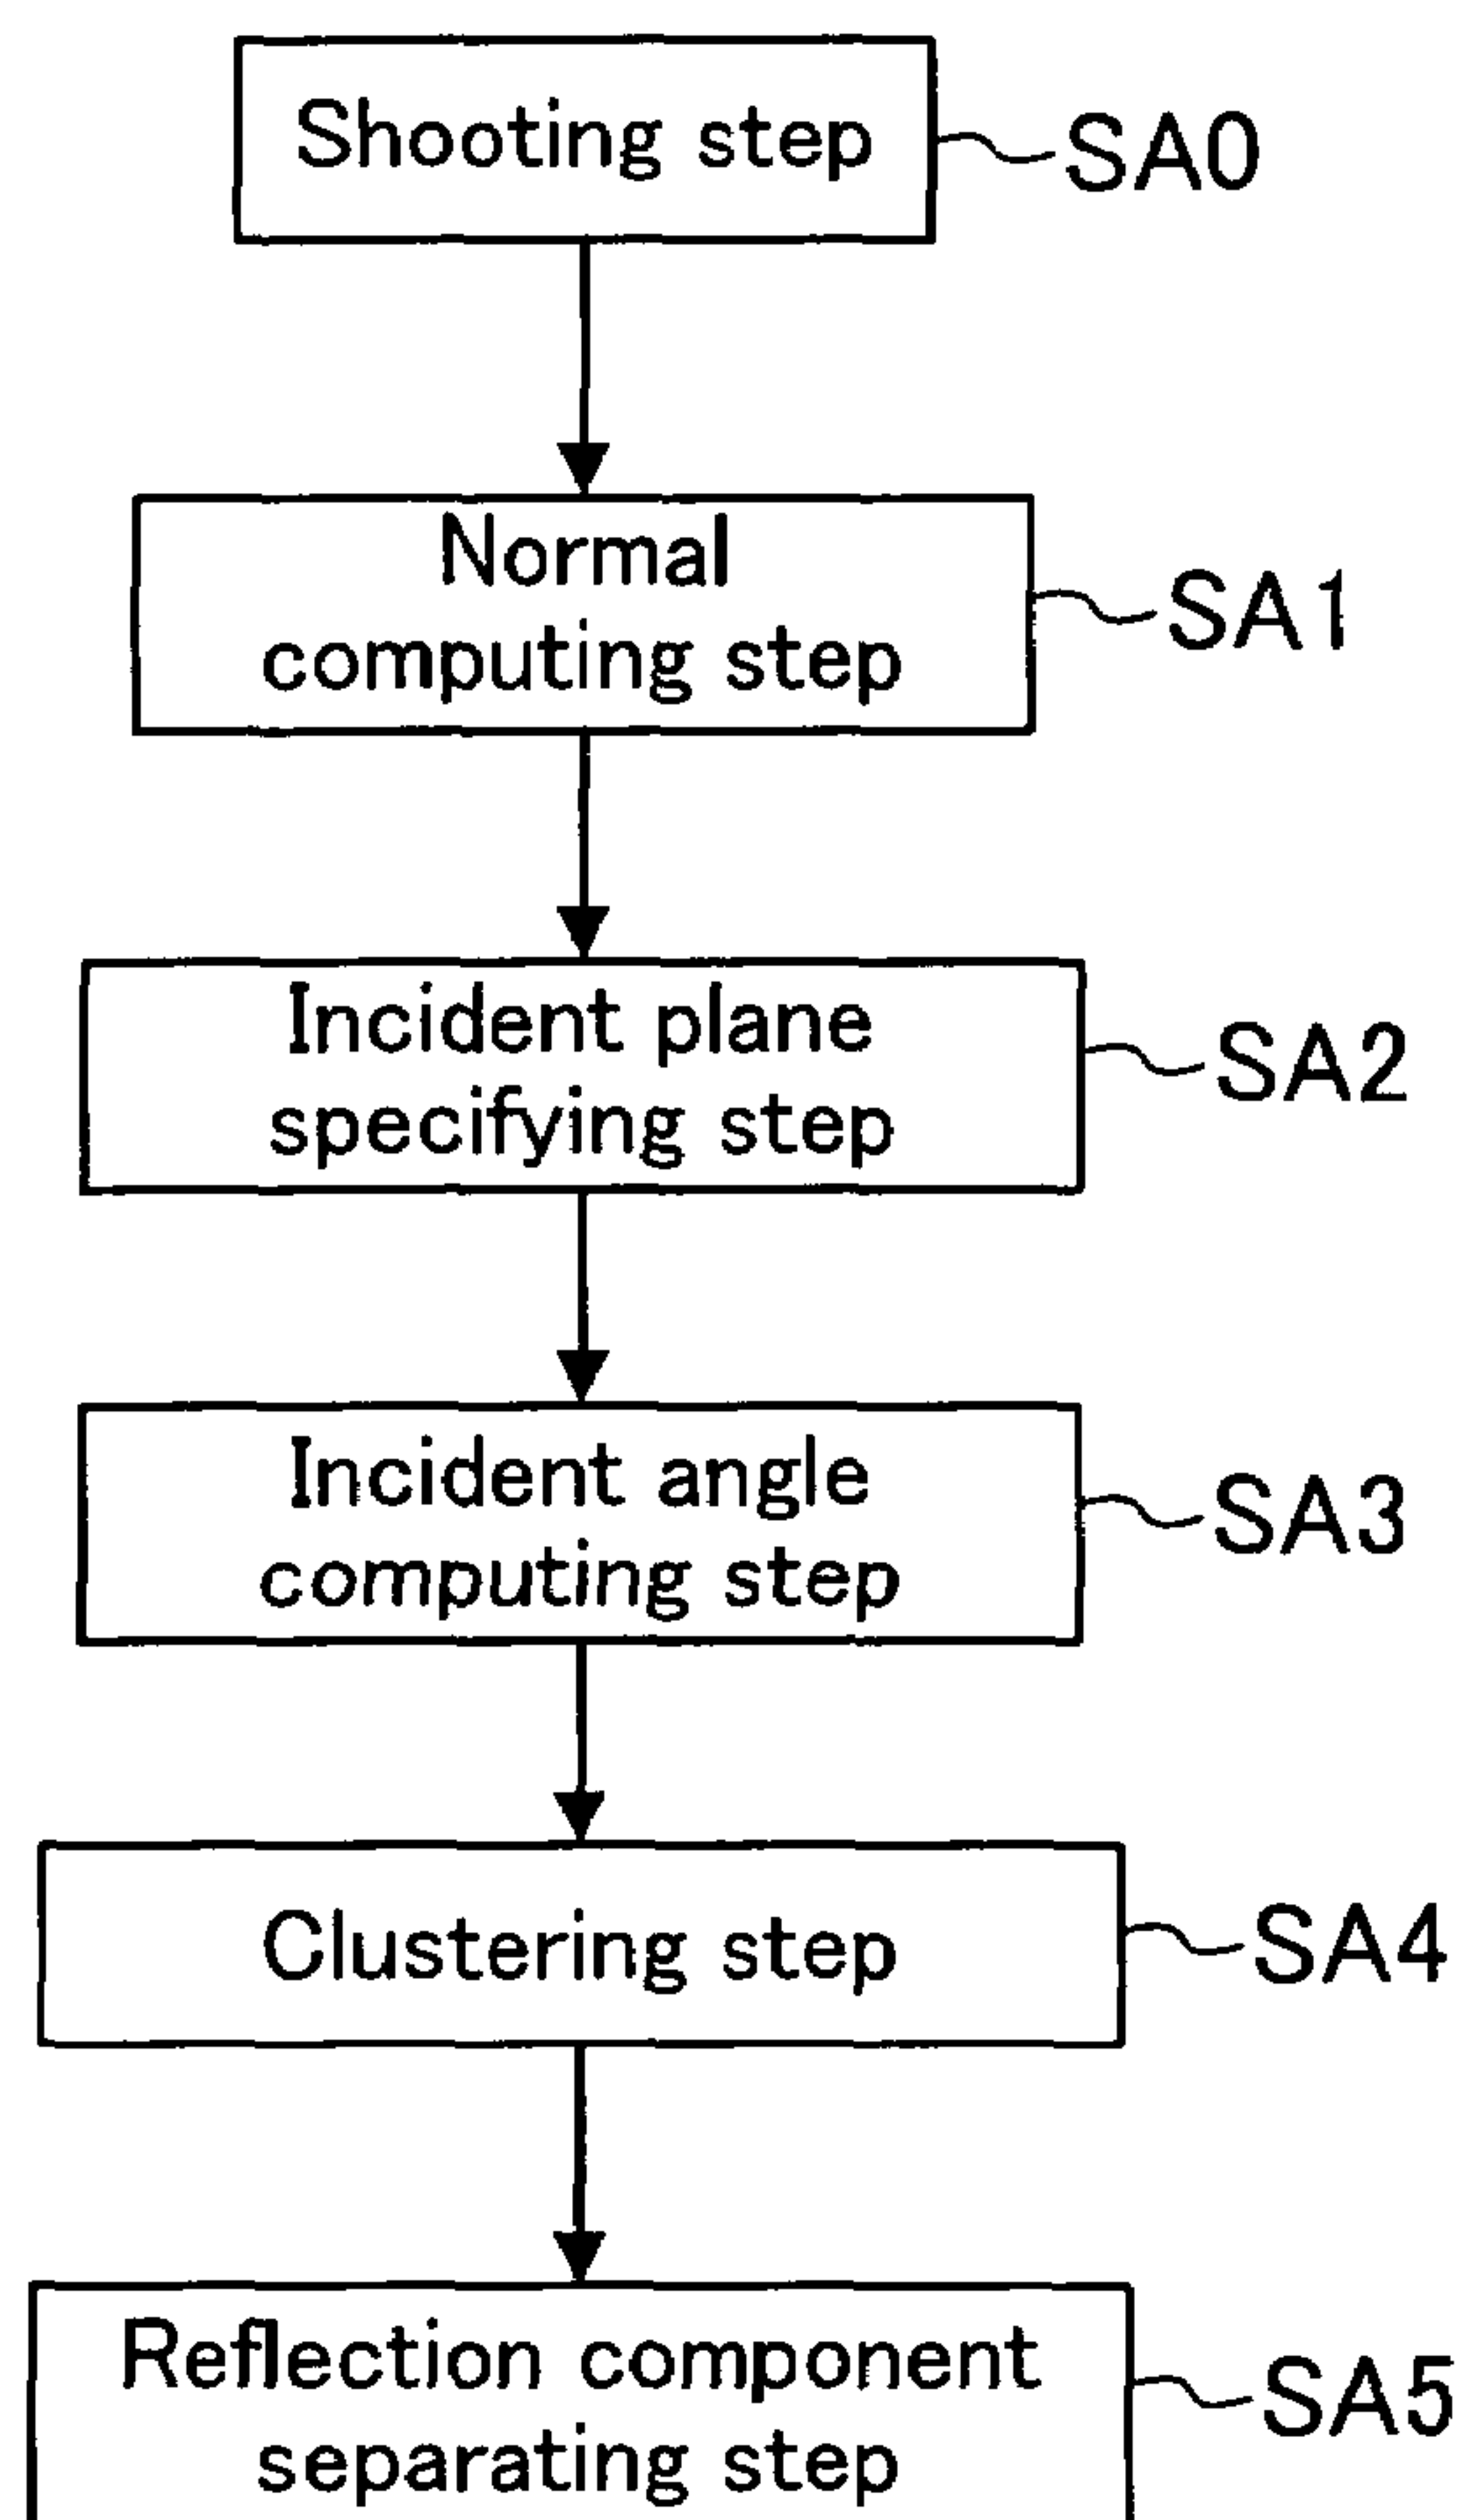 Shooting step
SA0
Normal
computing step
SA1
Incident plane
specifying step
SA2
Incident angle
computing step
SA3
Clustering step
SA4
Reflection component
separating step
SA5